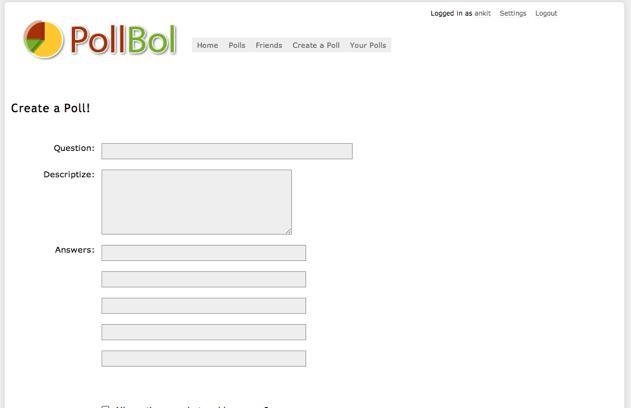 Logged in as ankit Settings Logout
PollBol
Home Polls Friends Create a Poll Your Polls
Create a Poll!
Question:
Descriptize:
Answers: